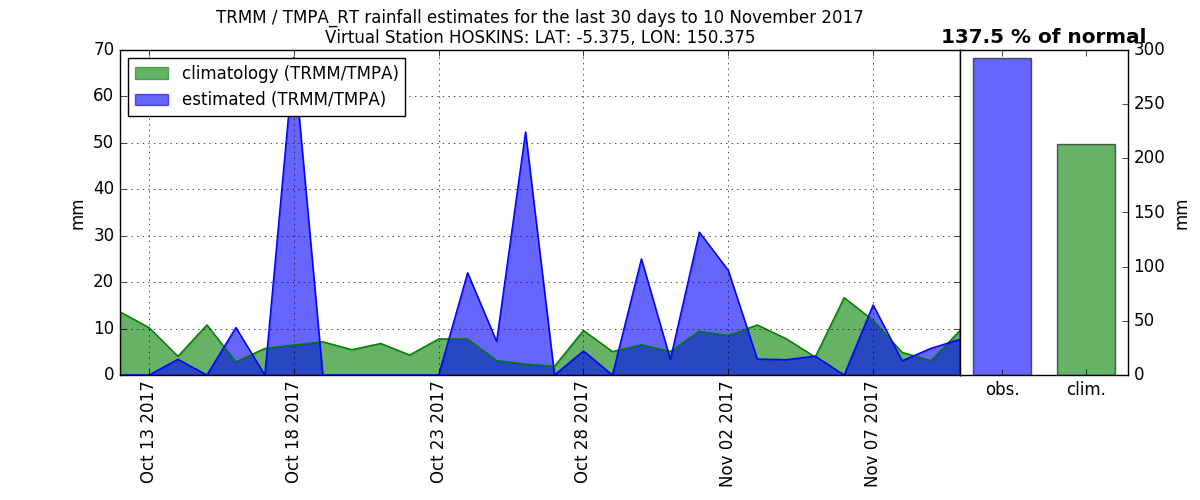 TRMM / TMPA_RT rainfall estimates for the last 30 days to 10 November 2017
Virtual Station HOSKINS: LAT: -5.375, LON: 150.375
137.5 % of normal
climatology (TRMM/TMPA)
estimated (TRMM/TMPA)
70
60
50
40
30
20
10
0
mm
Oct 13 2017
Oct 18 2017
Oct 23 2017
Oct 28 2017
Nov 02 2017
Nov 07 2017
obs.
clim.
300
250
200
150
100
50
0
mm